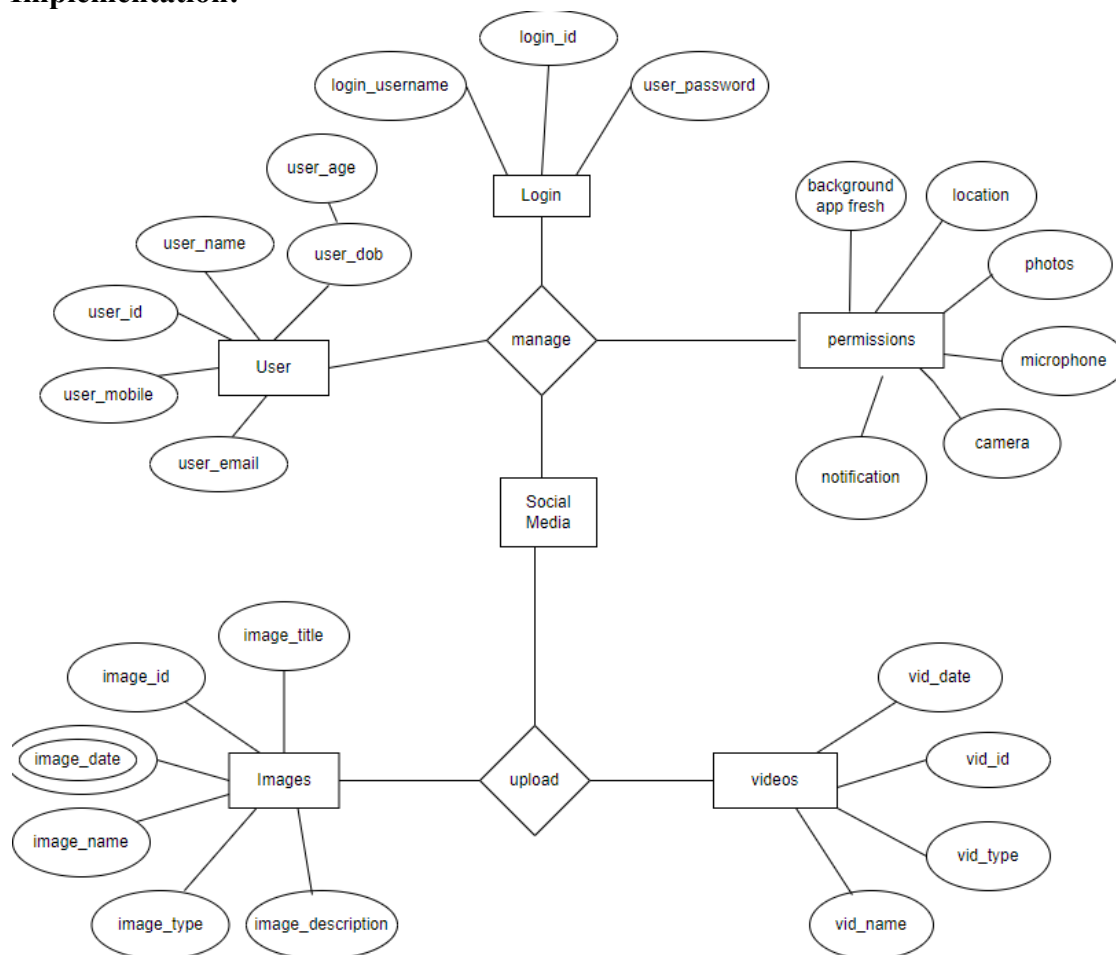 Implementation:
login_id
login_username
user_password
user_age
Login
background
app fresh
location
user_name
user_dob
photos
user_id
manage
permissions
User
microphone
user_mobile
camera
user_email
notification
Social
Media
image_title
image_id
vid_date
image_date
Images
upload
videos
vid_id
image_name
vid_type
image_type
image_description
vid_name